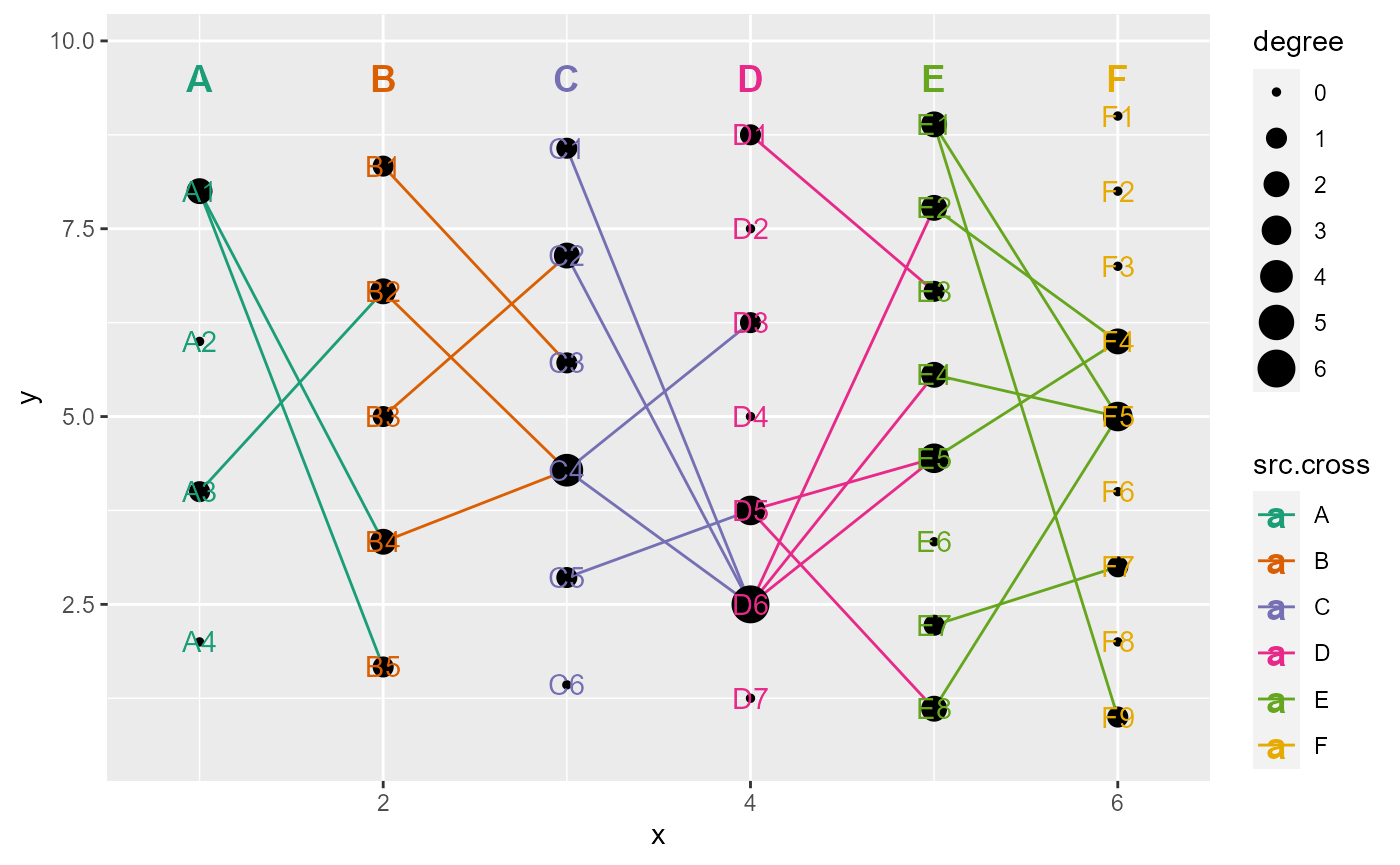 10.0
7.5
5.0
2.5
y
A
A1
A2
A3
A4
B
B1
B2
B3
B4
B5
C
C1
C2
C3
C4
C5
C6
D
D1
D2
D3
D4
D5
D6
D7
E
E1
E2
E3
E4
E5
E6
E7
E8
F
F1
F2
F3
F4
F5
F6
F7
F8
F9
2
4
6
x
degree
0
1
2
3
4
5
6
src.cross
a A
a B
a C
a D
a E
a F